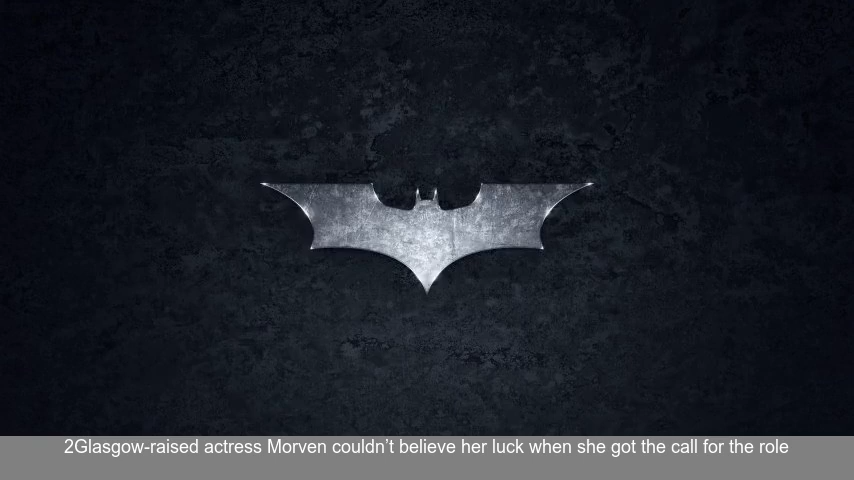 2Glasgow-raised actress Morven couldn’t believe her luck when she got the call for the role